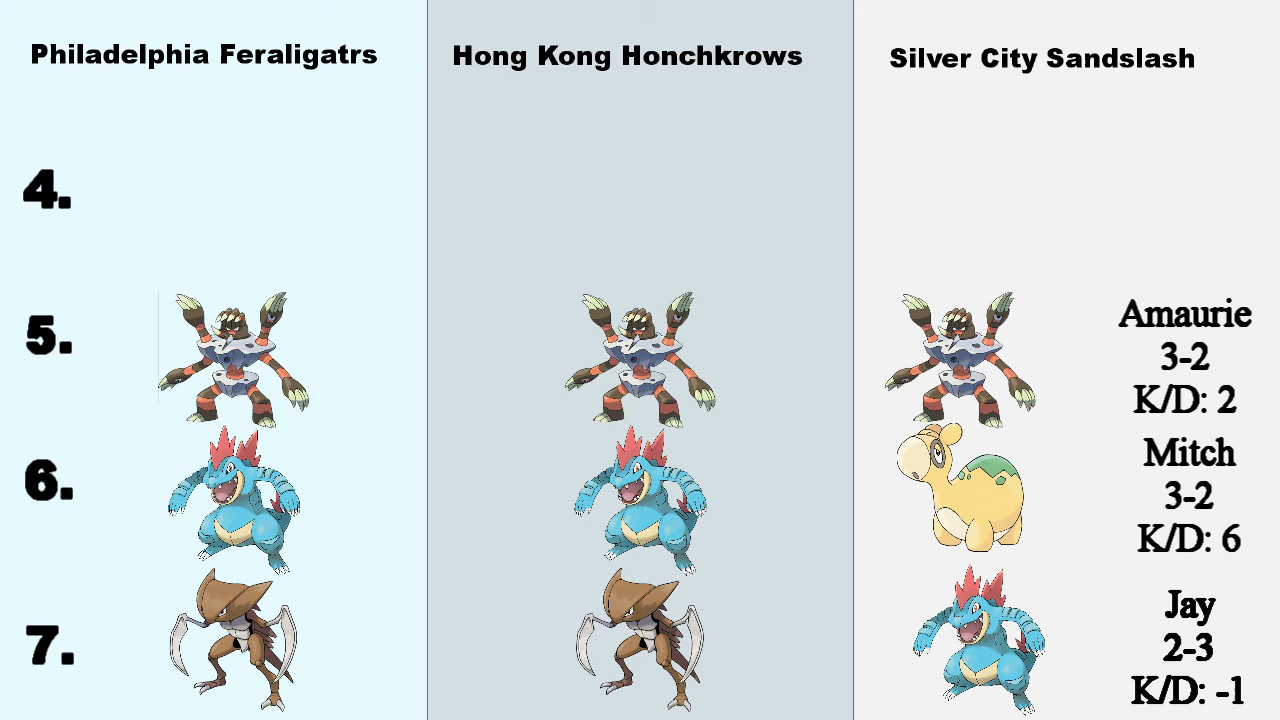 Philadelphia Feraligatrs
Hong Kong Honchkrows
Silver City Sandslash
4.
5.
Amaurie
3-2
K/D: 2
6.
Mitch
3-2
K/D: 6
7.
Jay
2-3
K/D: -1